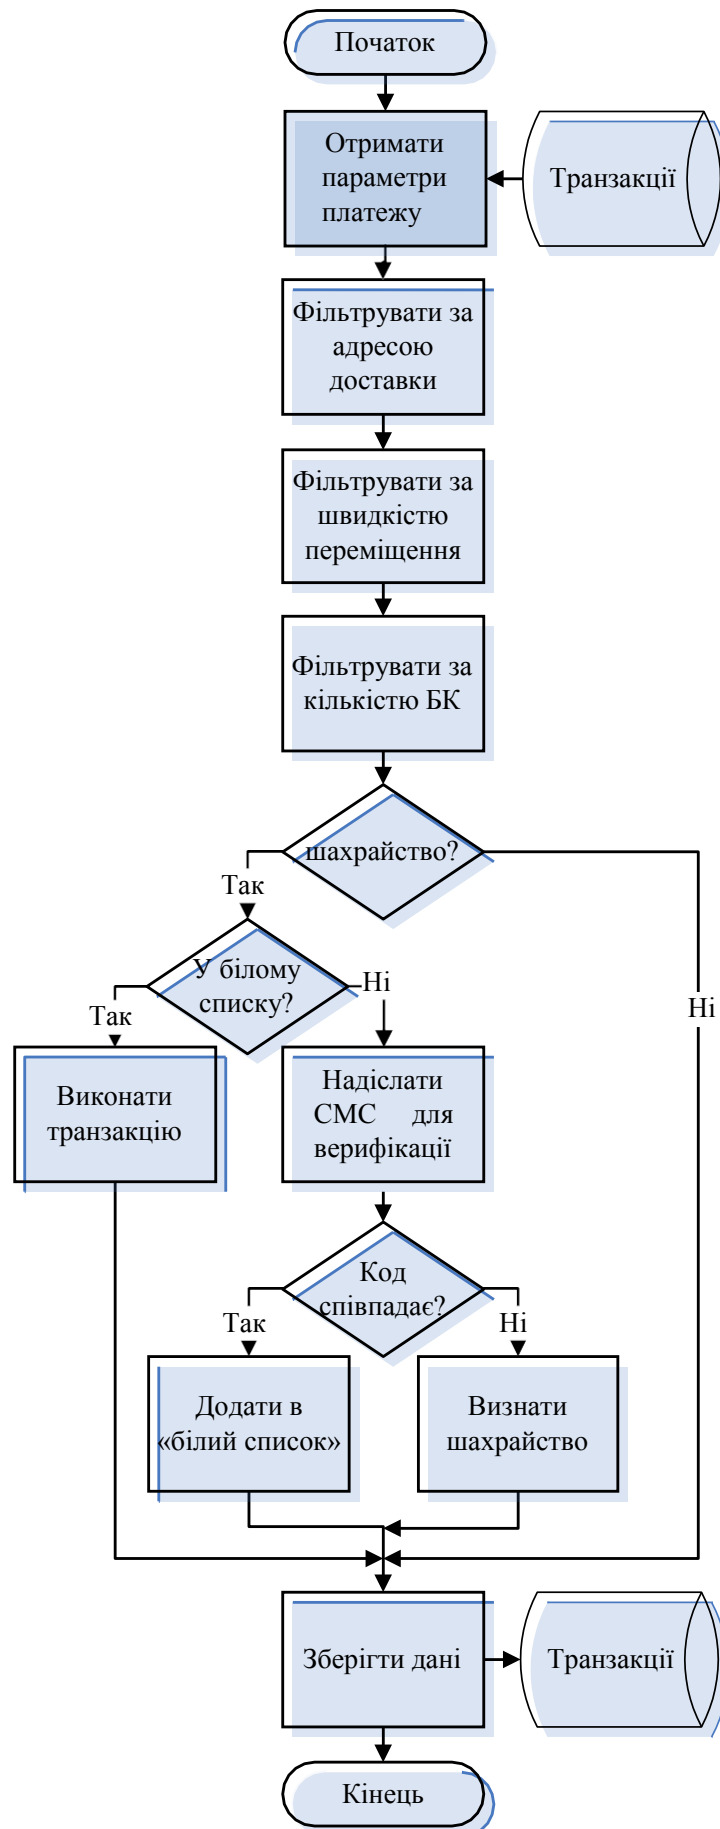 Початок
Отримати
параметри
платежу
Транзакції
Фільтрувати за
адресою
доставки
Фільтрувати за
швидкістю
переміщення
Фільтрувати за
кількістю БК
шахрайство?
Так
Ні
У білому
списку?
Так
Ні
Виконати
транзакцію
Надіслати
СМС для
верифікації
Код
співпадає?
Так
Ні
Додати в
«білий список»
Визнати
шахрайство
Зберігти дані
Транзакції
Кінець